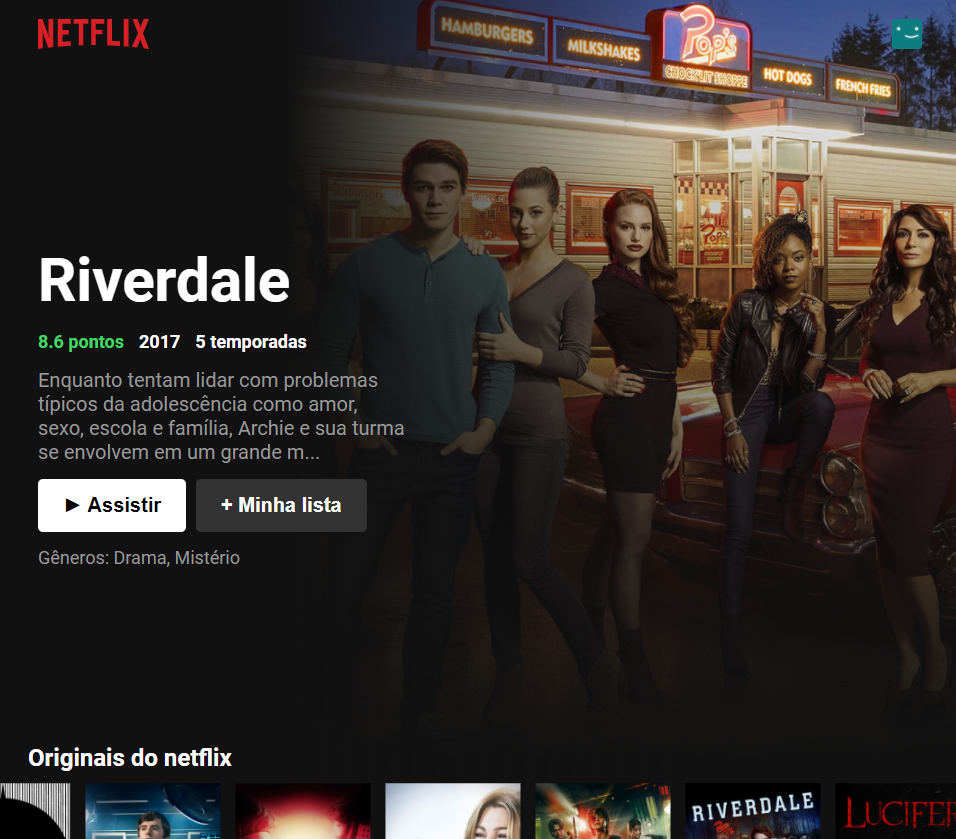 NETFLIX
HAMBURGERS
MILKSHAKES
Pop's
CHOCK'LIT SHOPPE
HOT DOGS
FRENCH FRIES
Riverdale
8.6 pontos 2017 5 temporadas
Enquanto tentam lidar com problemas
típicos da adolescência como amor,
sexo, escola e família, Archie e sua turma
se envolvem em um grande m...
► Assistir
+ Minha lista
Gêneros: Drama, Mistério
Originais do netflix
RIVERDALE
LUCIFER